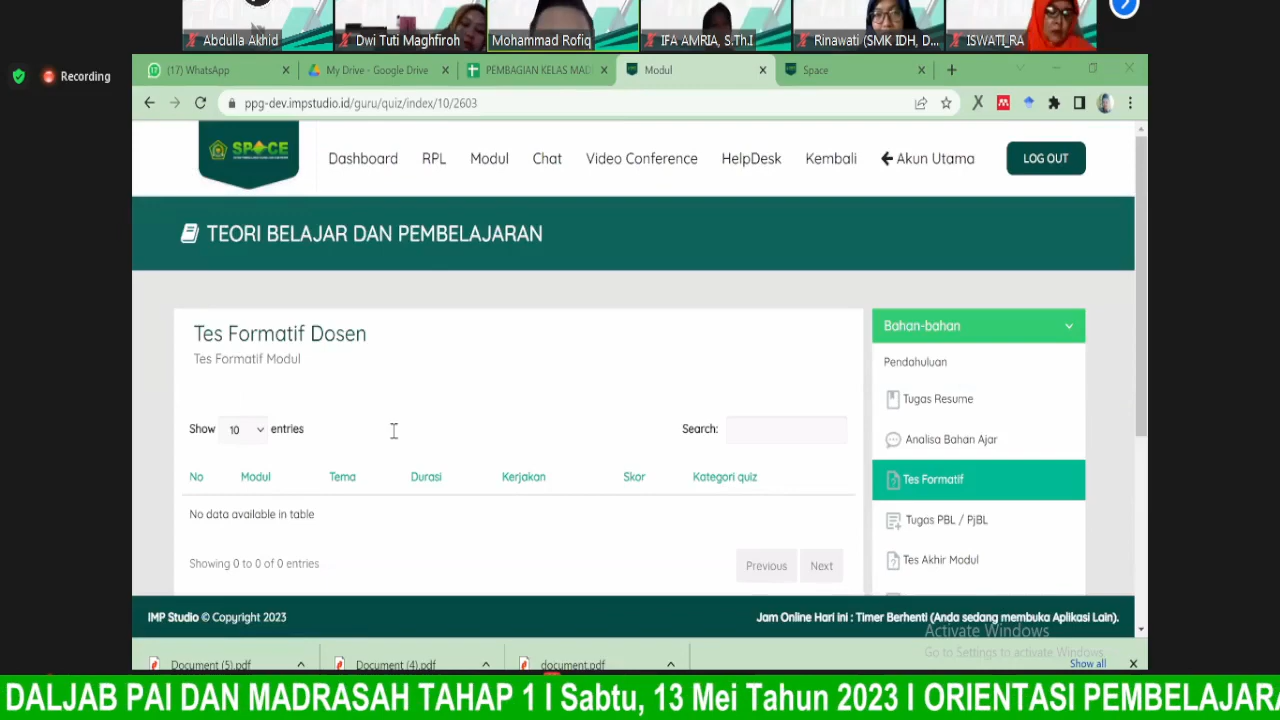 Abdulla Akhid
Dwi Tuti Maghfiroh
Mohammad Rofiq
IFA AMRIA, S.Th.I
Rinawati (SMK IDH, D...
ISWATI_RA
Recording
(17) WhatsApp
My Drive - Google Drive
PEMBAGIAN KELAS MAD
Modul
Space
ppg-dev.impstudio.id/guru/quiz/index/10/2603
SPACE
Dashboard
RPL
Modul
Chat
Video Conference
HelpDesk
Kembali
Akun Utama
LOG OUT
TEORI BELAJAR DAN PEMBELAJARAN
Tes Formatif Dosen
Tes Formatif Modul
Show 10 entries
Search:
No Modul Tema Durasi Kerjakan Skor Kategori quiz
No data available in table
Showing 0 to 0 of 0 entries
Previous Next
Bahan-bahan
Pendahuluan
Tugas Resume
Analisa Bahan Ajar
Tes Formatif
Tugas PBL / PjBL
Tes Akhir Modul
IMP Studio © Copyright 2023
Jam Online Hari ini : Timer Berhenti (Anda sedang membuka Aplikasi Lain).
Activate Windows
Go to Settings to activate Windows.
Document (5).pdf
Document (4).pdf
document.pdf
Show all
DALJAB PAI DAN MADRASAH TAHAP 1 I Sabtu, 13 Mei Tahun 2023 I ORIENTASI PEMBELAJARA